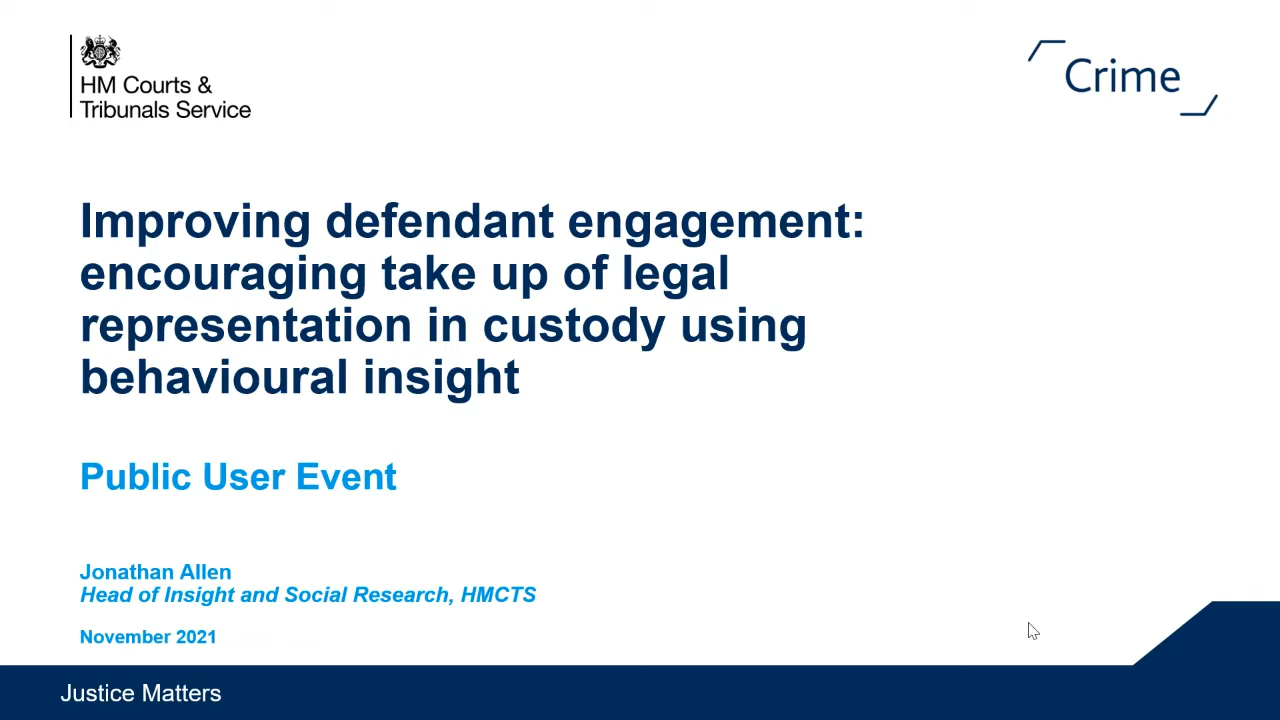 HM Courts &
Tribunals Service
Crime
Improving defendant engagement:
encouraging take up of legal
representation in custody using
behavioural insight
Public User Event
Jonathan Allen
Head of Insight and Social Research, HMCTS
November 2021
Justice Matters